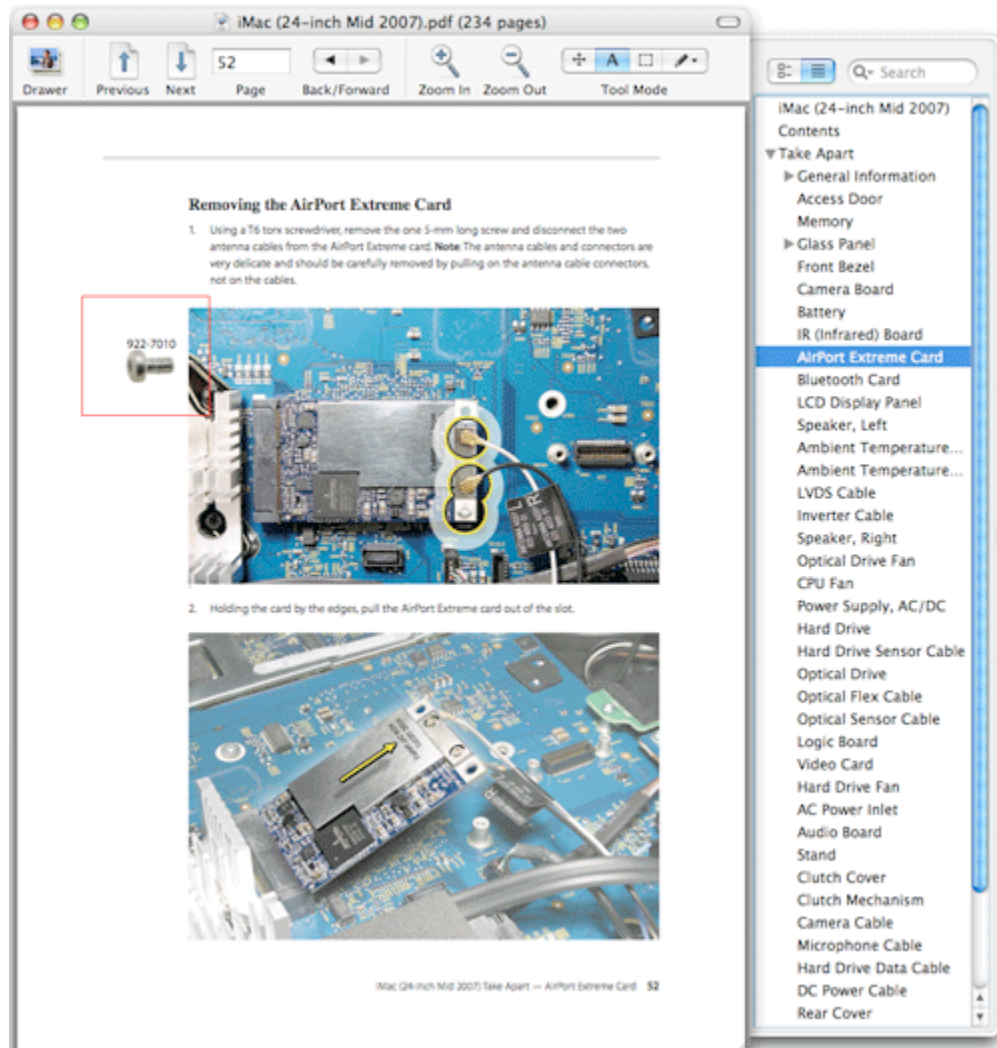 iMac (24-inch Mid 2007).pdf (234 pages)
52
A
Drawer Previous Next Page Back/Forward Zoom In Zoom Out Tool Mode
Removing the AirPort Extreme Card
1. Using a T6 torx screwdriver, remove the one 5-mm long screw and disconnect the two
antenna cables from the AirPort Extreme card. Note: The antenna cables and connectors are
very delicate and should be carefully removed by pulling on the antenna cable connectors,
not on the cables.
922-7010
L
R
2. Holding the card by the edges, pull the AirPort Extreme card out of the slot.
iMac (24-inch Mid 2007) Take Apart — AirPort Extreme Card 52
Search
iMac (24-inch Mid 2007)
Contents
Take Apart
General Information
Access Door
Memory
Glass Panel
Front Bezel
Camera Board
Battery
IR (Infrared) Board
AirPort Extreme Card
Bluetooth Card
LCD Display Panel
Speaker, Left
Ambient Temperature...
Ambient Temperature...
LVDS Cable
Inverter Cable
Speaker, Right
Optical Drive Fan
CPU Fan
Power Supply, AC/DC
Hard Drive
Hard Drive Sensor Cable
Optical Drive
Optical Flex Cable
Optical Sensor Cable
Logic Board
Video Card
Hard Drive Fan
AC Power Inlet
Audio Board
Stand
Clutch Cover
Clutch Mechanism
Camera Cable
Microphone Cable
Hard Drive Data Cable
DC Power Cable
Rear Cover